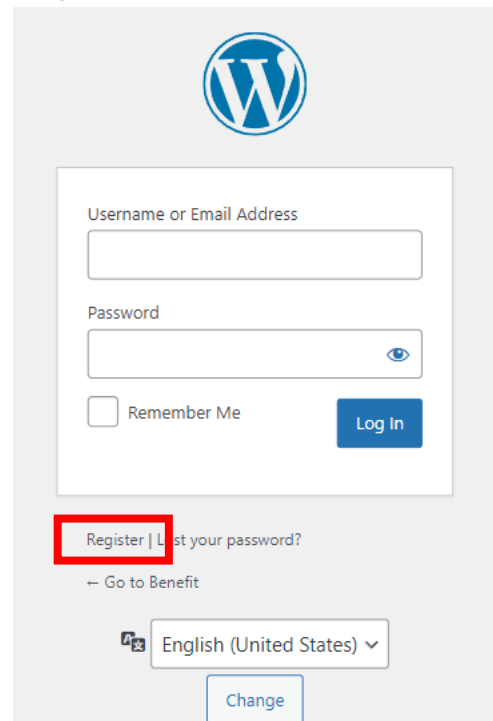 Username or Email Address
Password
Remember Me
Log In
Register | Lost your password?
← Go to Benefit
English (United States)
Change